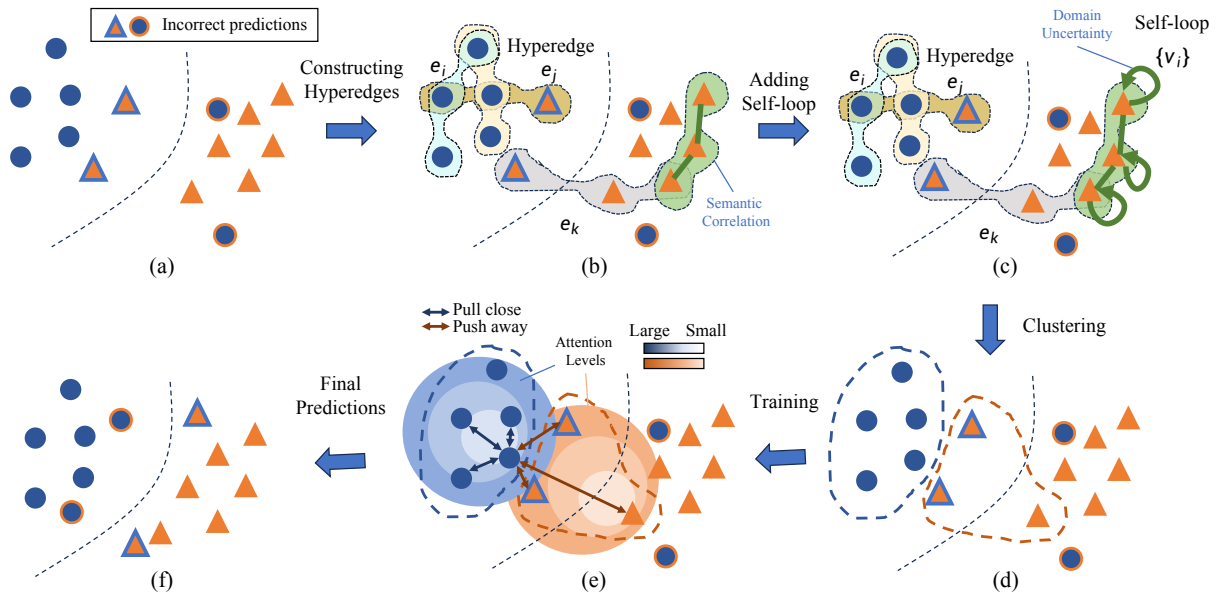 Incorrect predictions
Constructing
Hyperedges
Hyperedge
e_i
e_j
e_k
Semantic
Correlation
Adding
Self-loop
Hyperedge
e_i
e_j
e_k
Domain
Uncertainty
Self-loop
{v_i}
(a)
(b)
(c)
Clustering
Pull close
Push away
Attention
Levels
Large
Small
Final
Predictions
Training
(f)
(e)
(d)